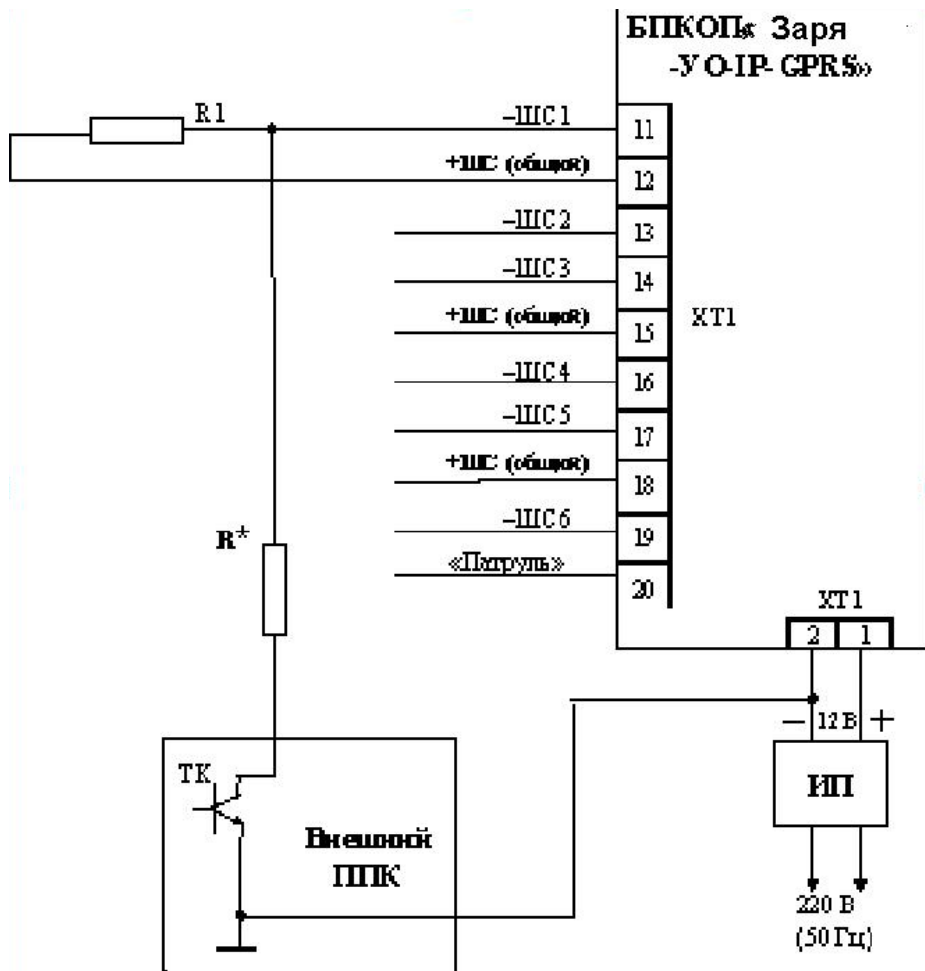 БПКОП« Заря
-УО-IP- GPRS»
R1
–ШС1
11
+ШС (общий)
12
–ШС2
13
–ШС3
14
+ШС (общий)
15
XT1
–ШС4
16
–ШС5
17
+ШС (общий)
18
R*
–ШС6
19
«Патруль»
20
XT1
2 1
– 12 В +
ИП
ТК
Внешний
ППК
220 В
(50 Гц)